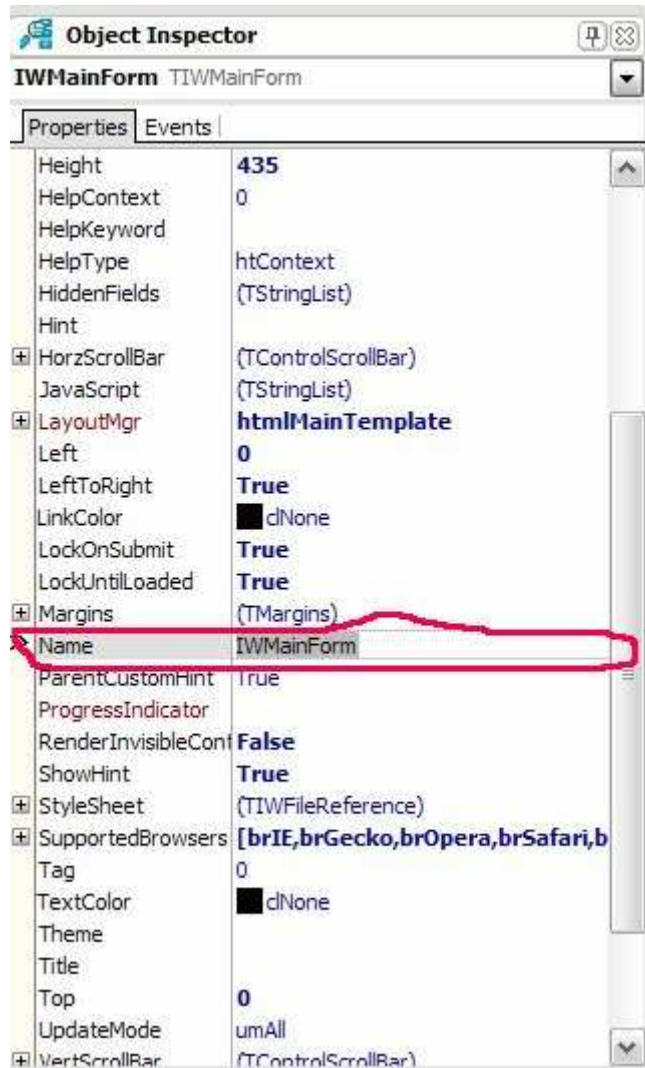 Object Inspector
IWMainForm TIWMainForm
Properties Events
Height 435
HelpContext 0
HelpKeyword
HelpType htContext
HiddenFields (TStringList)
Hint
HorzScrollBar (TControlScrollBar)
JavaScript (TStringList)
LayoutMgr htmlMainTemplate
Left 0
LeftToRight True
LinkColor clNone
LockOnSubmit True
LockUntilLoaded True
Margins (TMargins)
Name IWMainForm
ParentCustomHint True
ProgressIndicator
RenderInvisibleCont False
ShowHint True
StyleSheet (TIWFileReference)
SupportedBrowsers [brIE,brGecko,brOpera,brSafari,b
Tag 0
TextColor clNone
Theme
Title
Top 0
UpdateMode umAll
VertScrollBar (TControlScrollBar)